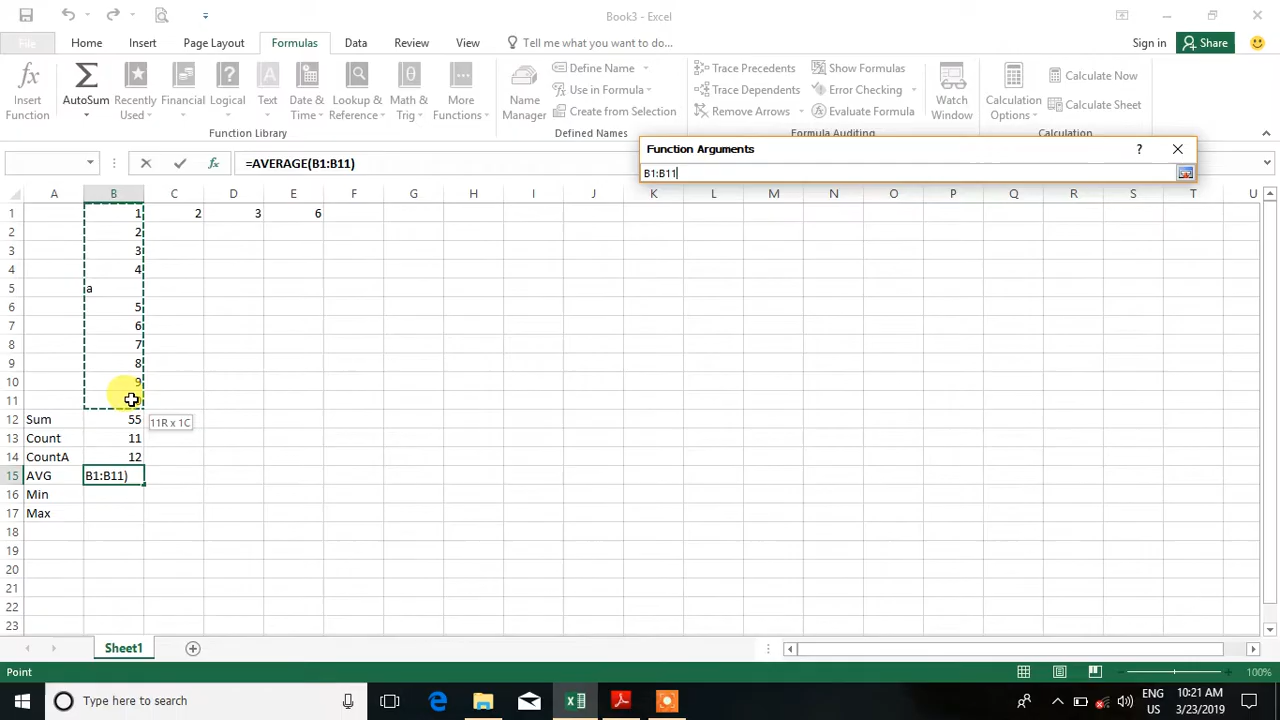 Book3 - Excel
File Home Insert Page Layout Formulas Data Review View Tell me what you want to do... Sign in Share
Insert Function
AutoSum
Recently Used
Financial
Logical
Text
Date & Time
Lookup & Reference
Math & Trig
More Functions
Function Library
Name Manager
Define Name
Use in Formula
Create from Selection
Defined Names
Trace Precedents
Trace Dependents
Remove Arrows
Show Formulas
Error Checking
Evaluate Formula
Formula Auditing
Watch Window
Calculation Options
Calculate Now
Calculate Sheet
Calculation
Function Arguments ?
B1:B11
fx =AVERAGE(B1:B11)
A B C D E F G H I J K L M N O P Q R S T U
1 1 2 3 6
2 2
3 3
4 4
5 a
6 5
7 6
8 7
9 8
10 9
11
12 Sum 55 11R x 1C
13 Count 11
14 CountA 12
15 AVG B1:B11)
16 Min
17 Max
18
19
20
21
22
23
Sheet1
Point 100%
Type here to search
ENG
US
10:21 AM
3/23/2019